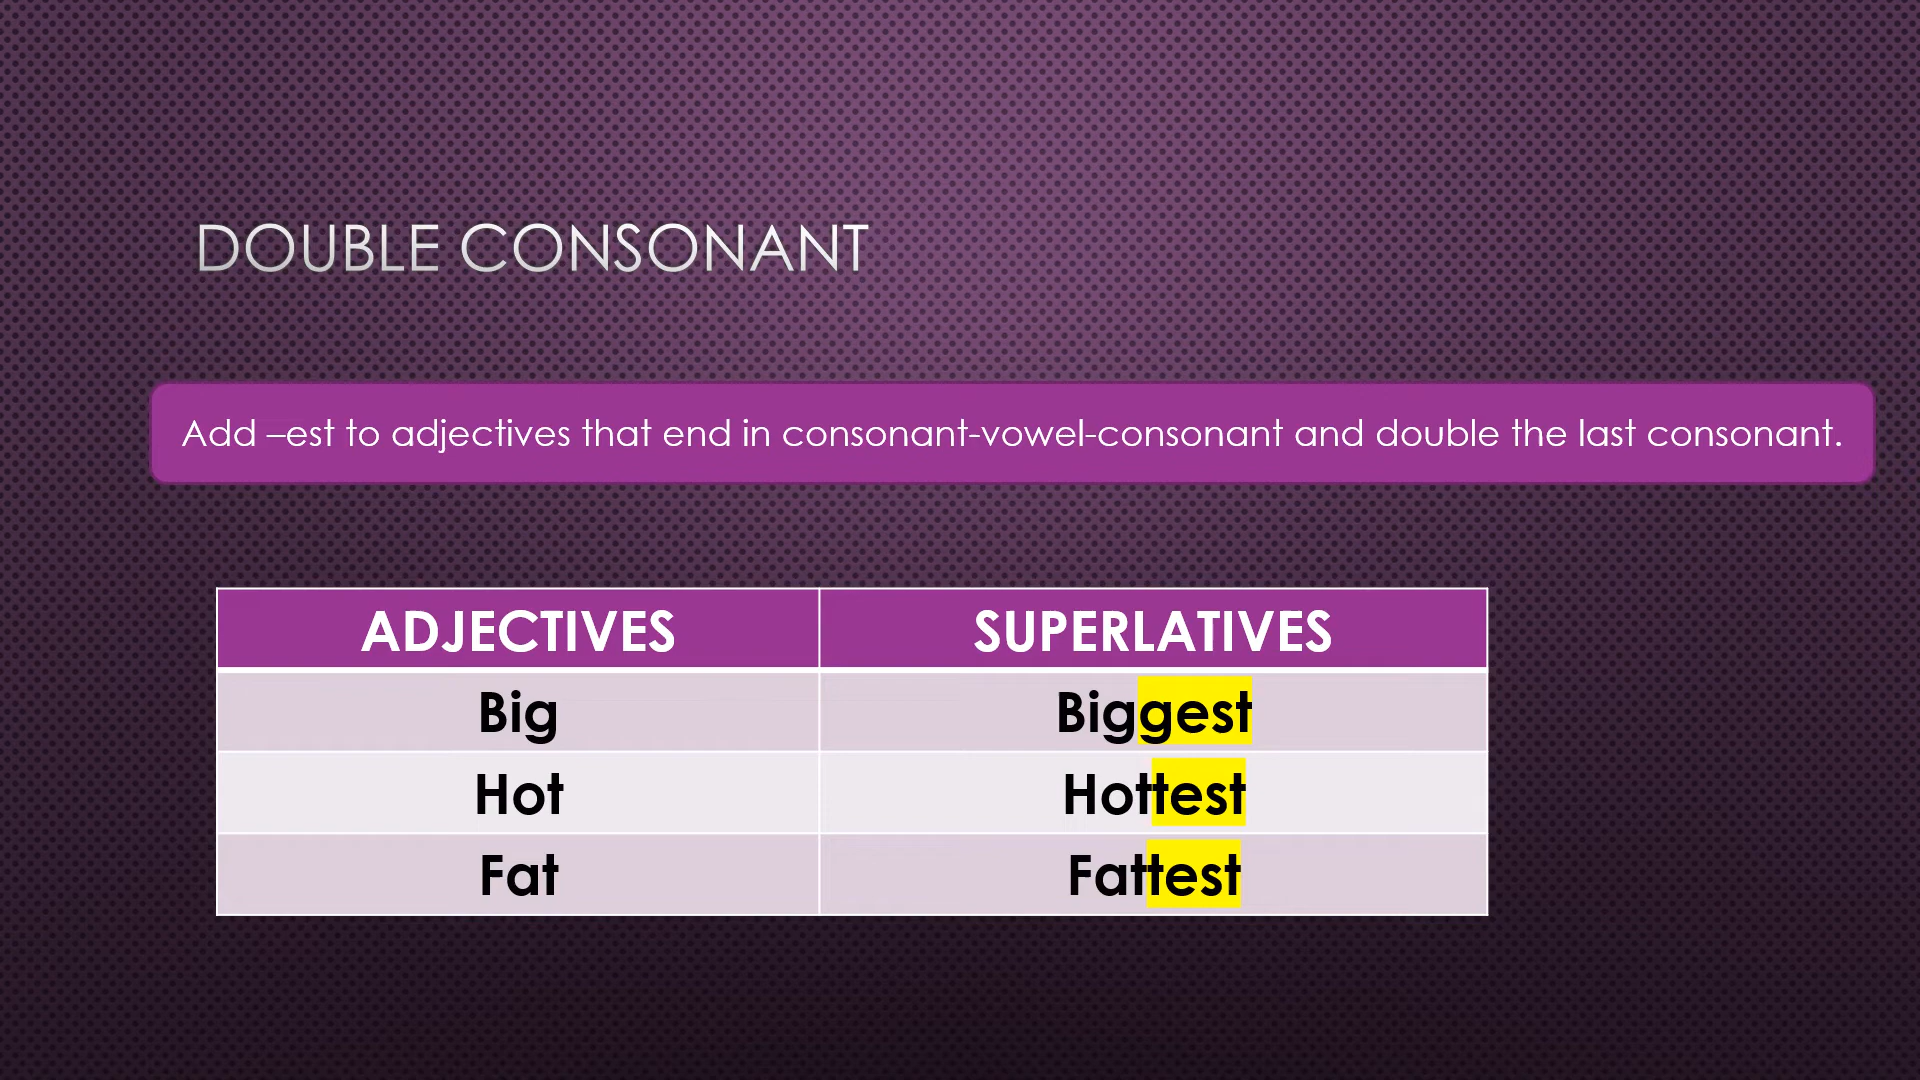 DOUBLE CONSONANT
Add –est to adjectives that end in consonant-vowel-consonant and double the last consonant.
ADJECTIVES SUPERLATIVES
Big Biggest
Hot Hottest
Fat Fattest